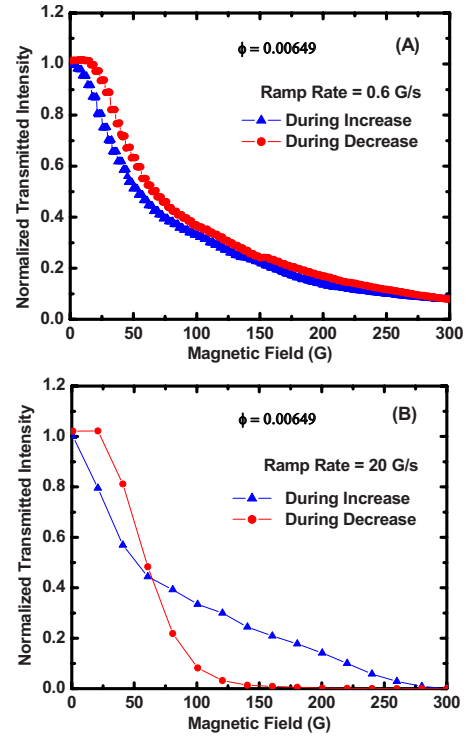 1.2
(A)
ϕ = 0.00649
1.0
Ramp Rate = 0.6 G/s
0.8
During Increase
During Decrease
0.6
0.4
0.2
0.0
0 50 100 150 200 250 300
Magnetic Field (G)
Normalized Transmitted Intensity
1.2
(B)
ϕ = 0.00649
1.0
Ramp Rate = 20 G/s
0.8
During Increase
During Decrease
0.6
0.4
0.2
0.0
0 50 100 150 200 250 300
Magnetic Field (G)
Normalized Transmitted Intensity